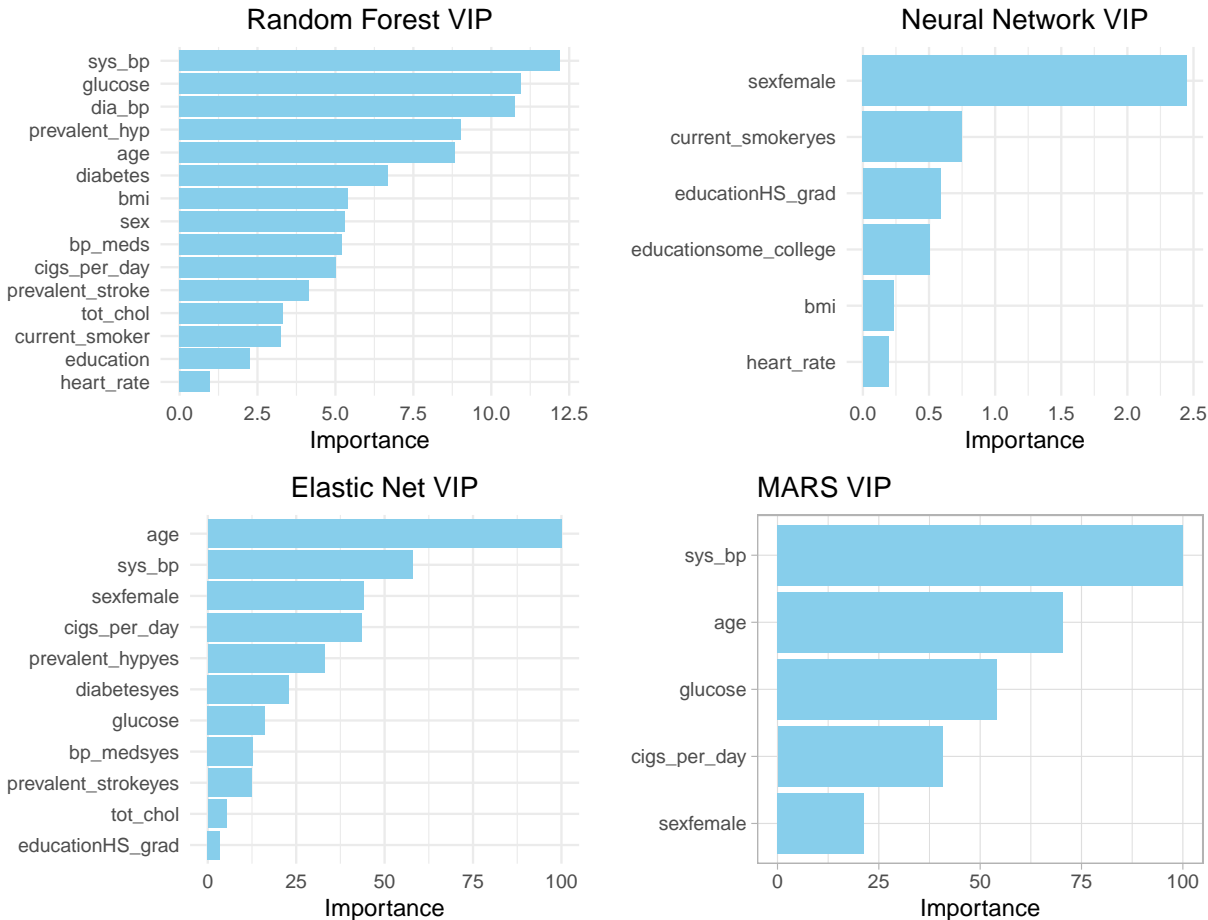 Random Forest VIP
sys_bp
glucose
dia_bp
prevalent_hyp
age
diabetes
bmi
sex
bp_meds
cigs_per_day
prevalent_stroke
tot_chol
current_smoker
education
heart_rate
0.0 2.5 5.0 7.5 10.0 12.5
Importance
Neural Network VIP
sexfemale
current_smokeryes
educationHS_grad
educationsome_college
bmi
heart_rate
0.0 0.5 1.0 1.5 2.0 2.5
Importance
Elastic Net VIP
age
sys_bp
sexfemale
cigs_per_day
prevalent_hypyes
diabetesyes
glucose
bp_medsyes
prevalent_strokeyes
tot_chol
educationHS_grad
0 25 50 75 100
Importance
MARS VIP
sys_bp
age
glucose
cigs_per_day
sexfemale
0 25 50 75 100
Importance